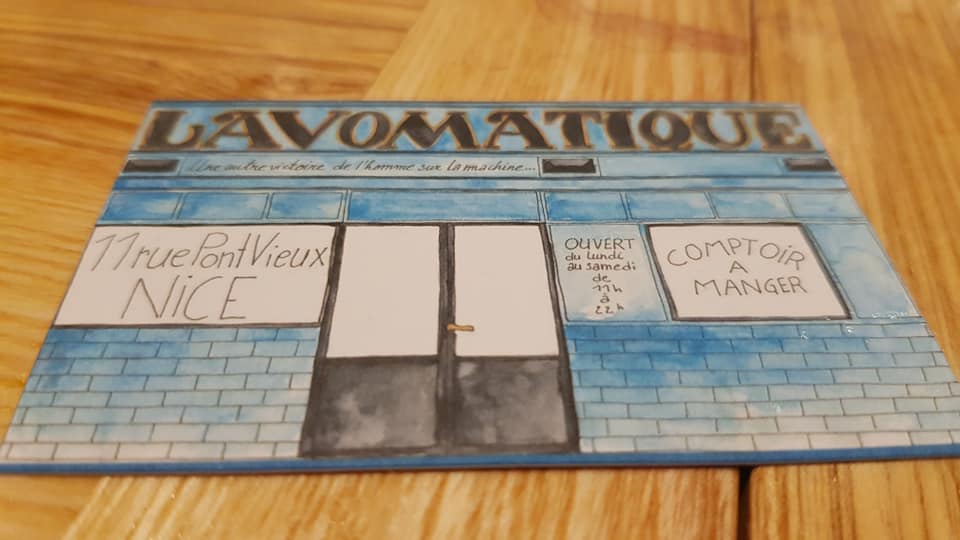 LAVOMATIQUE
Une autre victoire de l'homme sur la machine...
11 rue Pont Vieux
NICE
OUVERT
du lundi
au samedi
de
11h
à
22h
COMPTOIR
A
MANGER